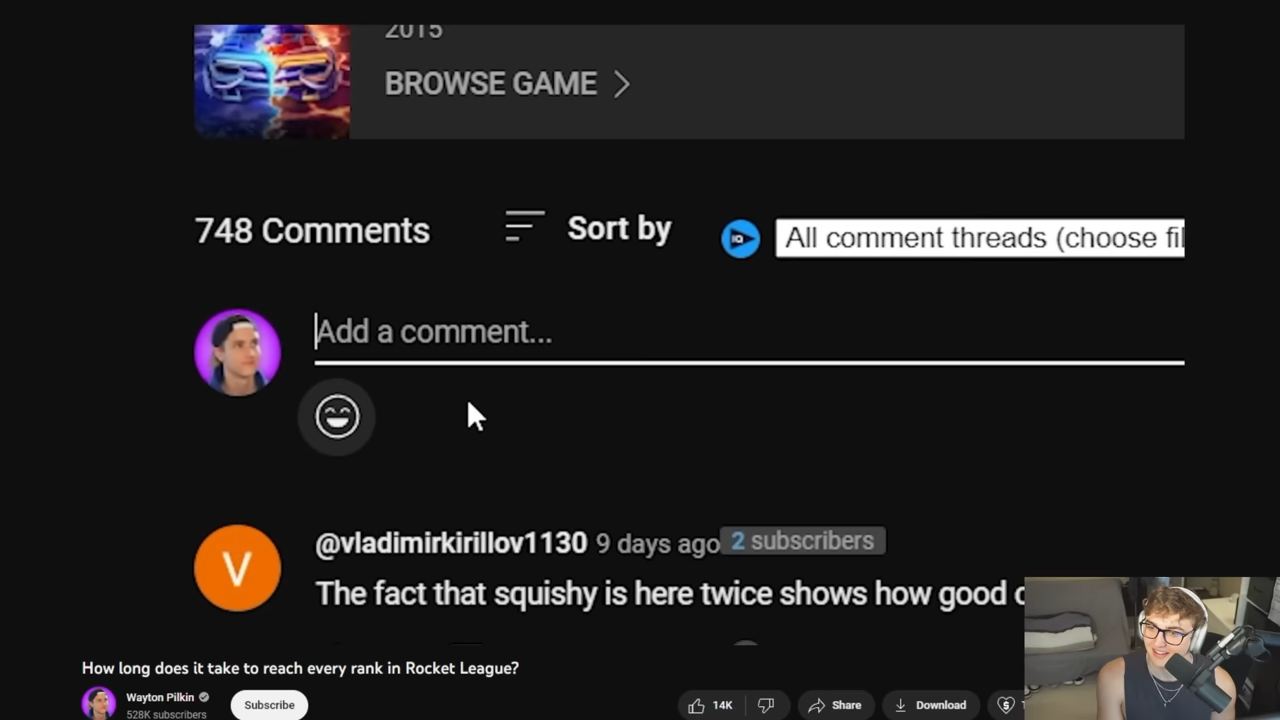 2015
BROWSE GAME
748 Comments
Sort by
IQ
All comment threads (choose fil
Add a comment...
V
@vladimirkirillov1130 9 days ago 2 subscribers
The fact that squishy is here twice shows how good
How long does it take to reach every rank in Rocket League?
Wayton Pilkin
528K subscribers
Subscribe
14K
Share
Download